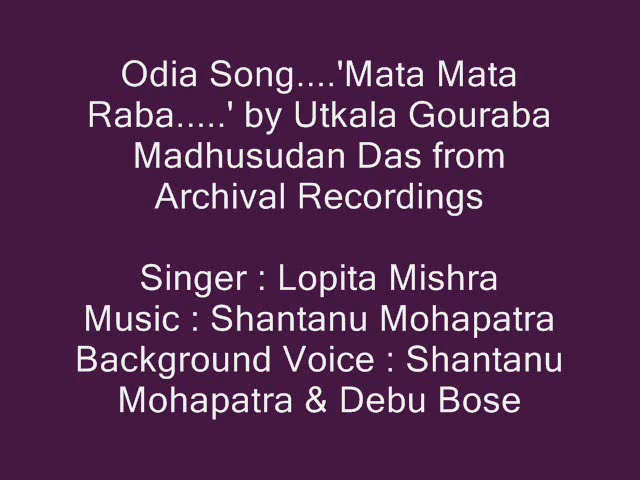 Odia Song....'Mata Mata
Raba.....' by Utkala Gouraba
Madhusudan Das from
Archival Recordings
Singer : Lopita Mishra
Music : Shantanu Mohapatra
Background Voice : Shantanu
Mohapatra & Debu Bose